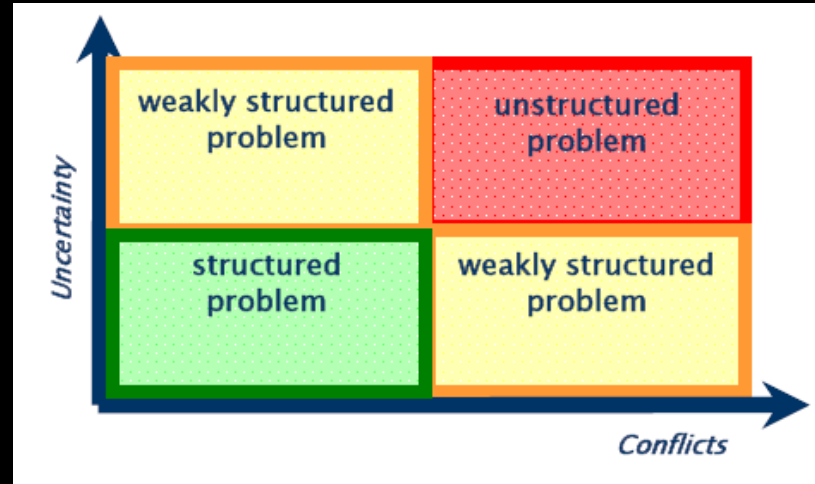 weakly structured
problem
unstructured
problem
Uncertainty
structured
problem
weakly structured
problem
Conflicts